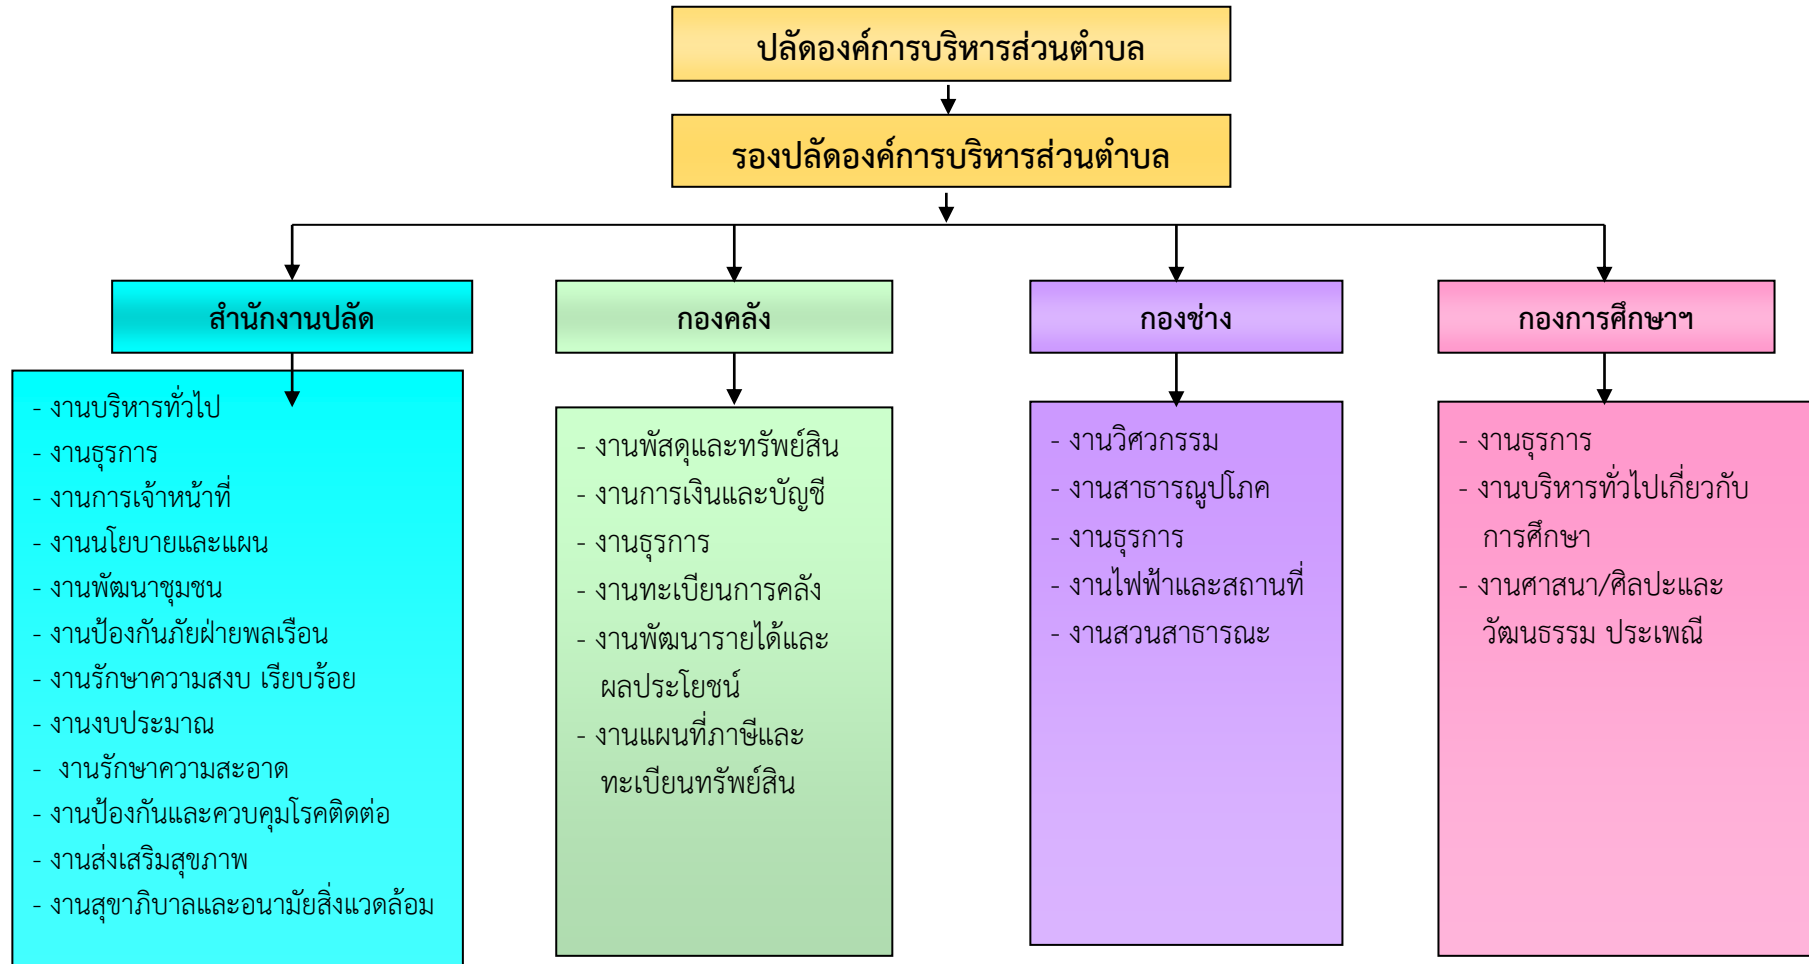 ปลัดองค์การบริหารส่วนตำบล
รองปลัดองค์การบริหารส่วนตำบล
สำนักงานปลัด
- งานบริหารทั่วไป
- งานธุรการ
- งานการเจ้าหน้าที่
- งานนโยบายและแผน
- งานพัฒนาชุมชน
- งานป้องกันภัยฝ่ายพลเรือน
- งานรักษาความสงบ เรียบร้อย
- งานงบประมาณ
- งานรักษาความสะอาด
- งานป้องกันและควบคุมโรคติดต่อ
- งานส่งเสริมสุขภาพ
- งานสุขาภิบาลและอนามัยสิ่งแวดล้อม
กองคลัง
- งานพัสดุและทรัพย์สิน
- งานการเงินและบัญชี
- งานธุรการ
- งานทะเบียนการคลัง
- งานพัฒนารายได้และ
ผลประโยชน์
- งานแผนที่ภาษีและ
ทะเบียนทรัพย์สิน
กองช่าง
- งานวิศวกรรม
- งานสาธารณูปโภค
- งานธุรการ
- งานไฟฟ้าและสถานที่
- งานสวนสาธารณะ
กองการศึกษาฯ
- งานธุรการ
- งานบริหารทั่วไปเกี่ยวกับ
การศึกษา
- งานศาสนา/ศิลปะและ
วัฒนธรรม ประเพณี